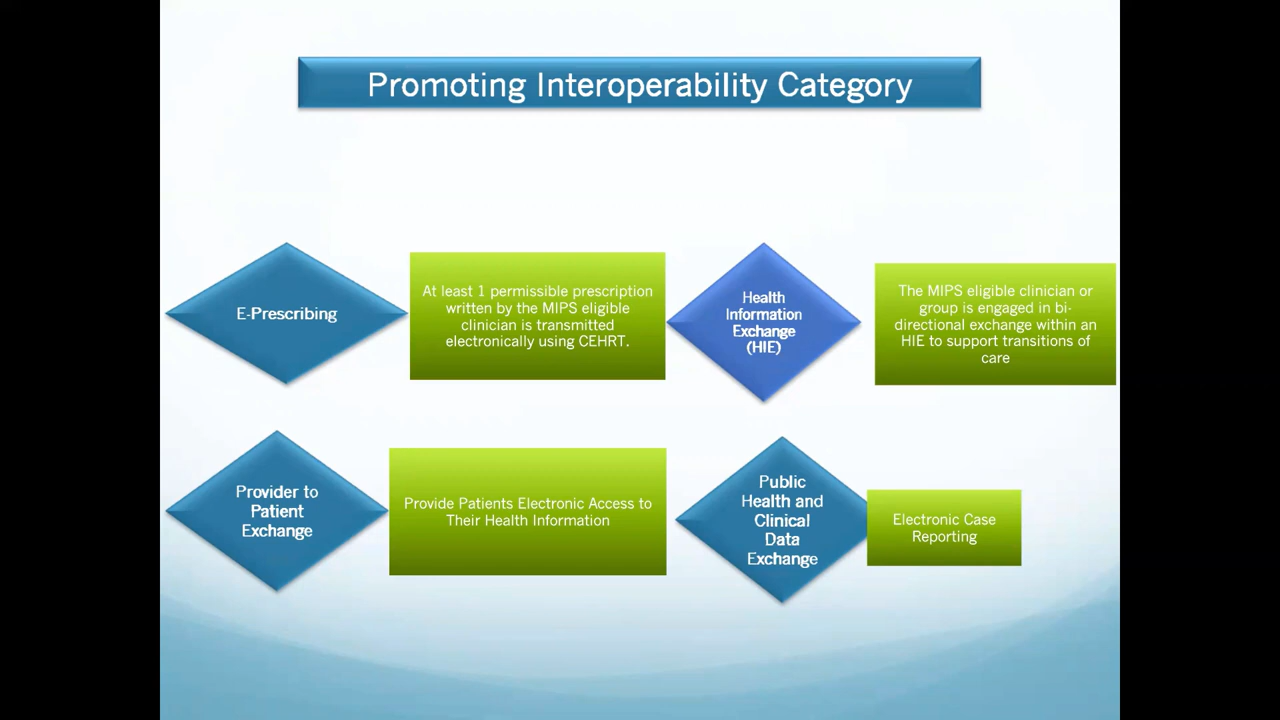 Promoting Interoperability Category
E-Prescribing
At least 1 permissible prescription
written by the MIPS eligible
clinician is transmitted
electronically using CEHRT.
Health
Information
Exchange
(HIE)
The MIPS eligible clinician or
group is engaged in bi-
directional exchange within an
HIE to support transitions of
care
Provider to
Patient
Exchange
Provide Patients Electronic Access to
Their Health Information
Public
Health and
Clinical
Data
Exchange
Electronic Case
Reporting